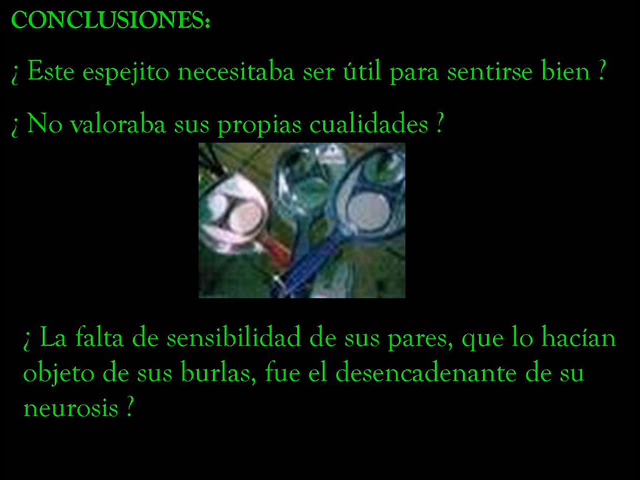 CONCLUSIONES:
¿ Este espejito necesitaba ser útil para sentirse bien ?
¿ No valoraba sus propias cualidades ?
¿ La falta de sensibilidad de sus pares, que lo hacían
objeto de sus burlas, fue el desencadenante de su
neurosis ?